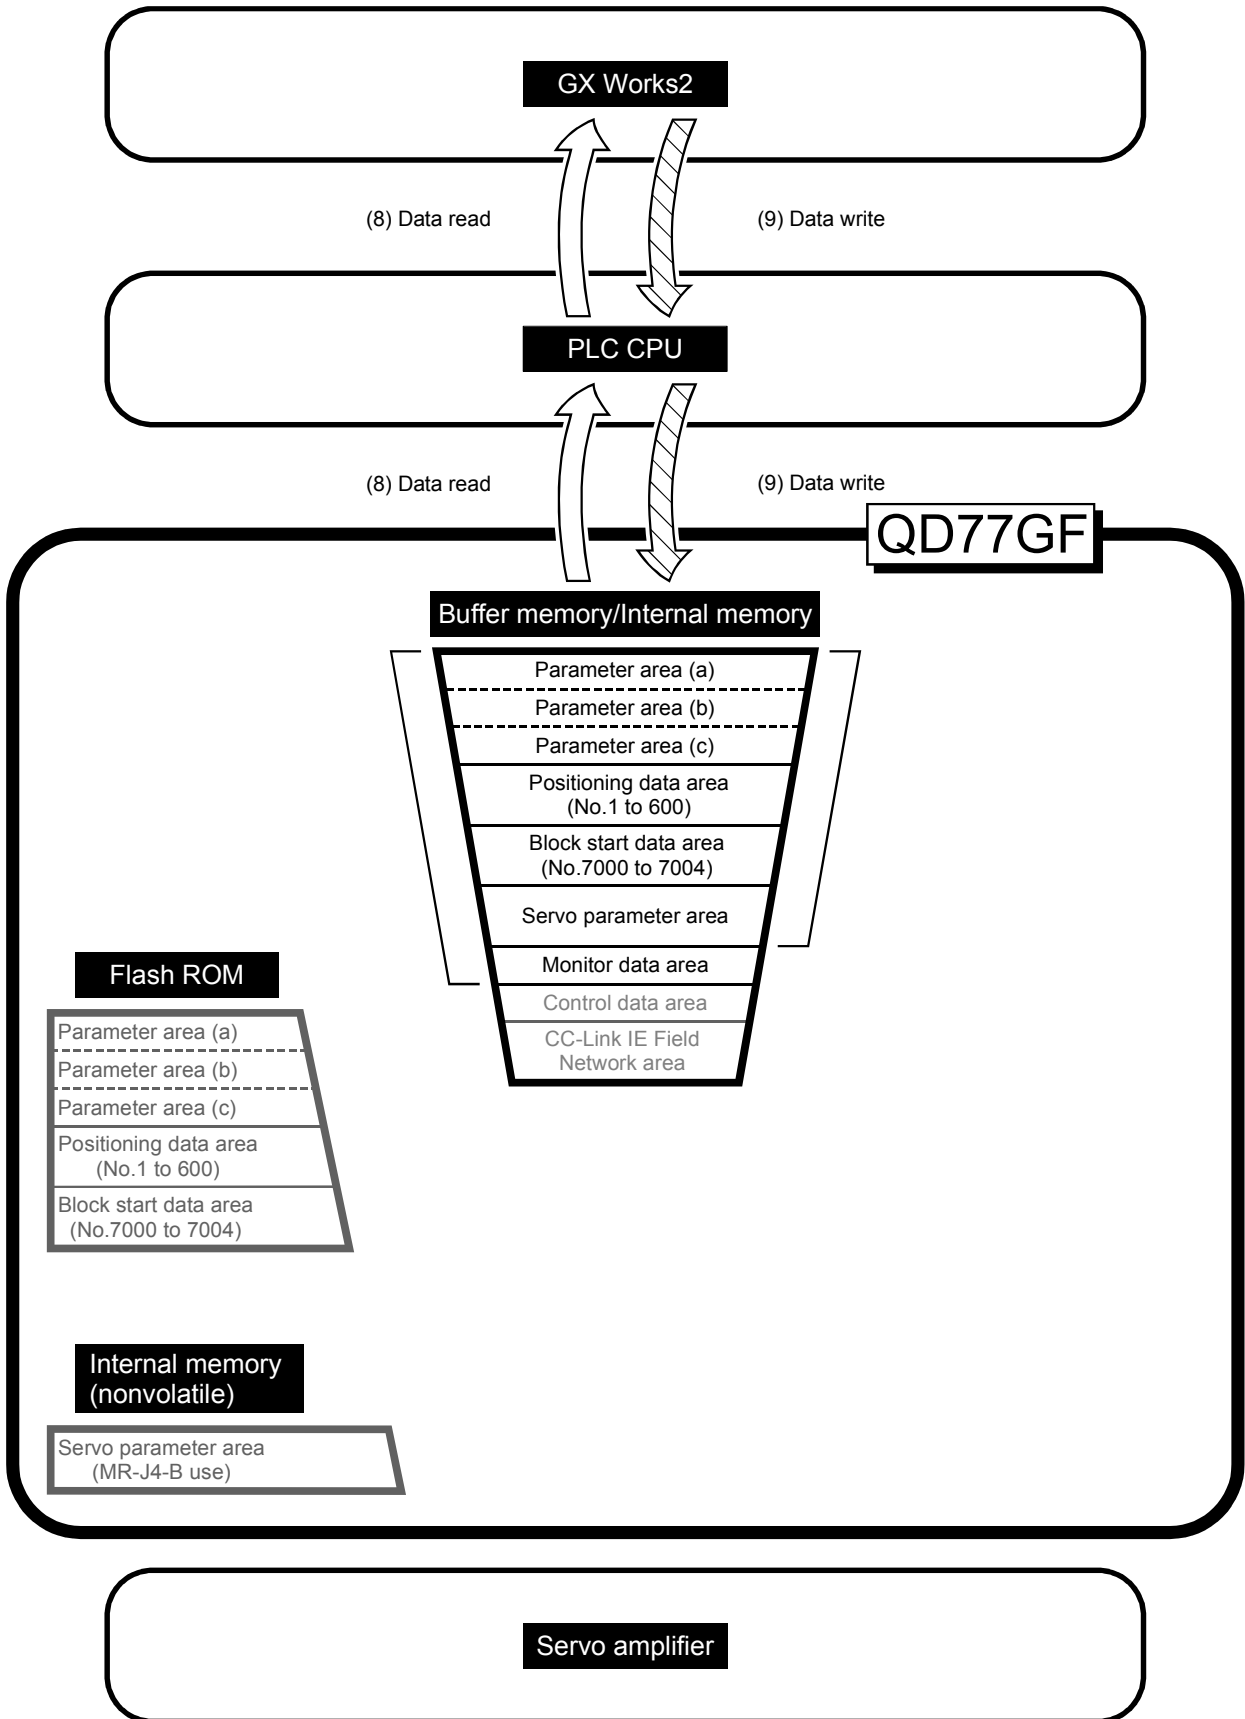 GX Works2
(8) Data read
(9) Data write
PLC CPU
(8) Data read
(9) Data write
QD77GF
Buffer memory/Internal memory
Parameter area (a)
Parameter area (b)
Parameter area (c)
Positioning data area
(No.1 to 600)
Block start data area
(No.7000 to 7004)
Servo parameter area
Monitor data area
Control data area
CC-Link IE Field
Network area
Flash ROM
Parameter area (a)
Parameter area (b)
Parameter area (c)
Positioning data area
(No.1 to 600)
Block start data area
(No.7000 to 7004)
Internal memory
(nonvolatile)
Servo parameter area
(MR-J4-B use)
Servo amplifier